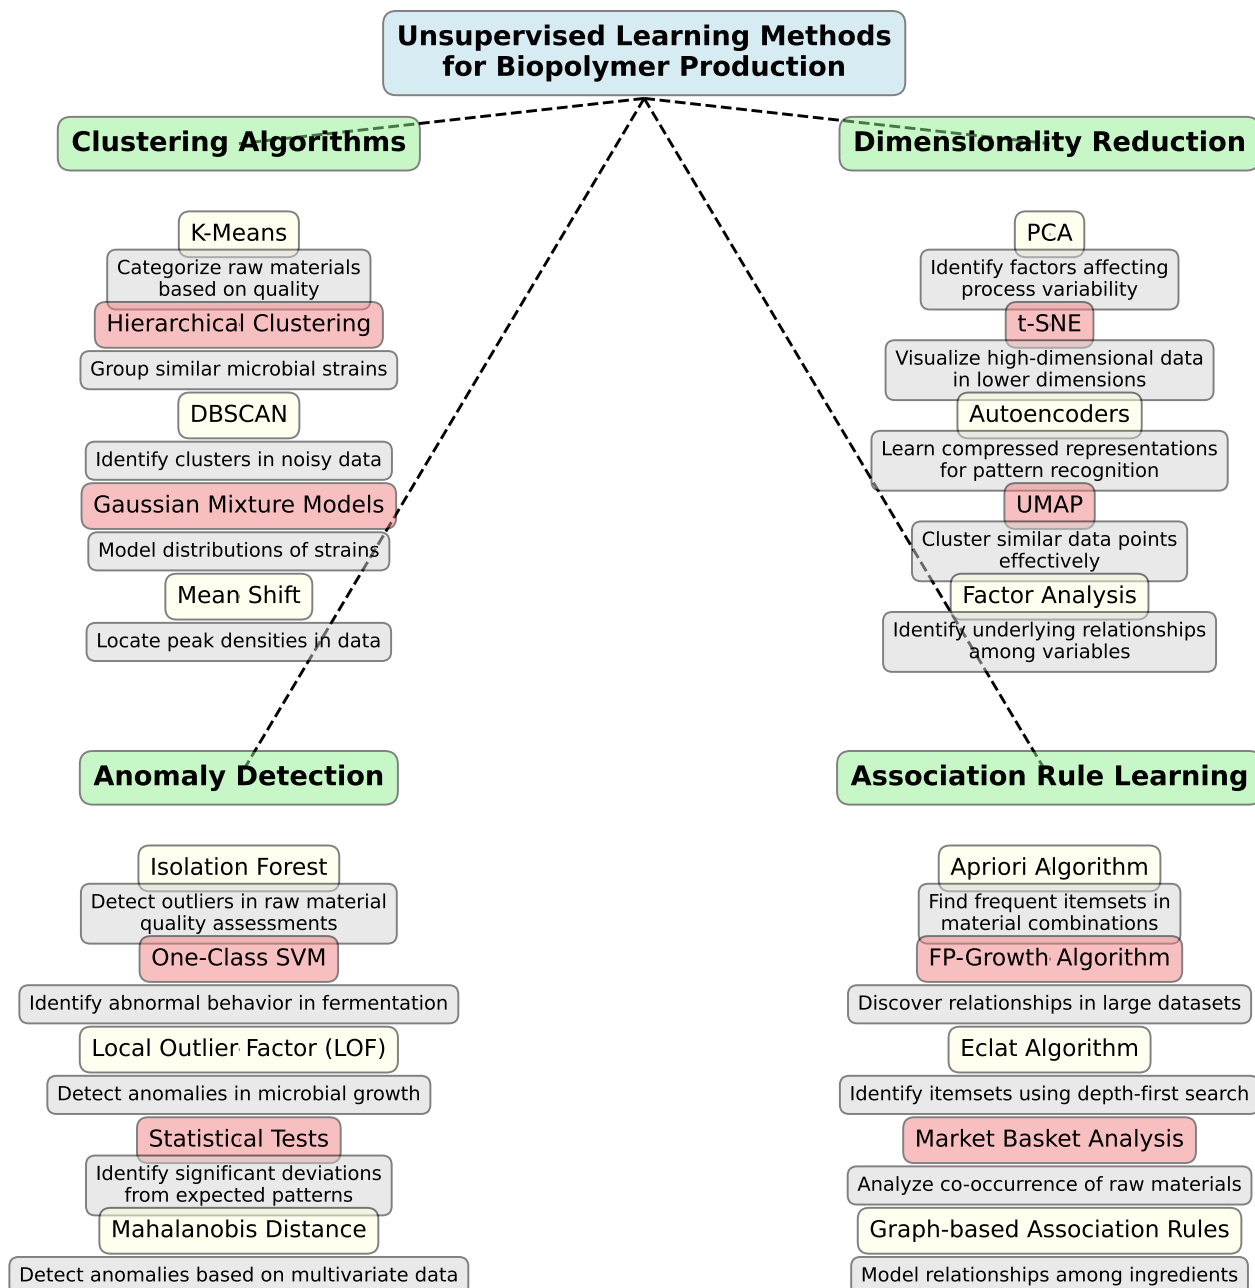 Unsupervised Learning Methods
for Biopolymer Production
Clustering Algorithms
K-Means
Categorize raw materials
based on quality
Hierarchical Clustering
Group similar microbial strains
DBSCAN
Identify clusters in noisy data
Gaussian Mixture Models
Model distributions of strains
Mean Shift
Locate peak densities in data
Dimensionality Reduction
PCA
Identify factors affecting
process variability
t-SNE
Visualize high-dimensional data
in lower dimensions
Autoencoders
Learn compressed representations
for pattern recognition
UMAP
Cluster similar data points
effectively
Factor Analysis
Identify underlying relationships
among variables
Anomaly Detection
Isolation Forest
Detect outliers in raw material
quality assessments
One-Class SVM
Identify abnormal behavior in fermentation
Local Outlier Factor (LOF)
Detect anomalies in microbial growth
Statistical Tests
Identify significant deviations
from expected patterns
Mahalanobis Distance
Detect anomalies based on multivariate data
Association Rule Learning
Apriori Algorithm
Find frequent itemsets in
material combinations
FP-Growth Algorithm
Discover relationships in large datasets
Eclat Algorithm
Identify itemsets using depth-first search
Market Basket Analysis
Analyze co-occurrence of raw materials
Graph-based Association Rules
Model relationships among ingredients